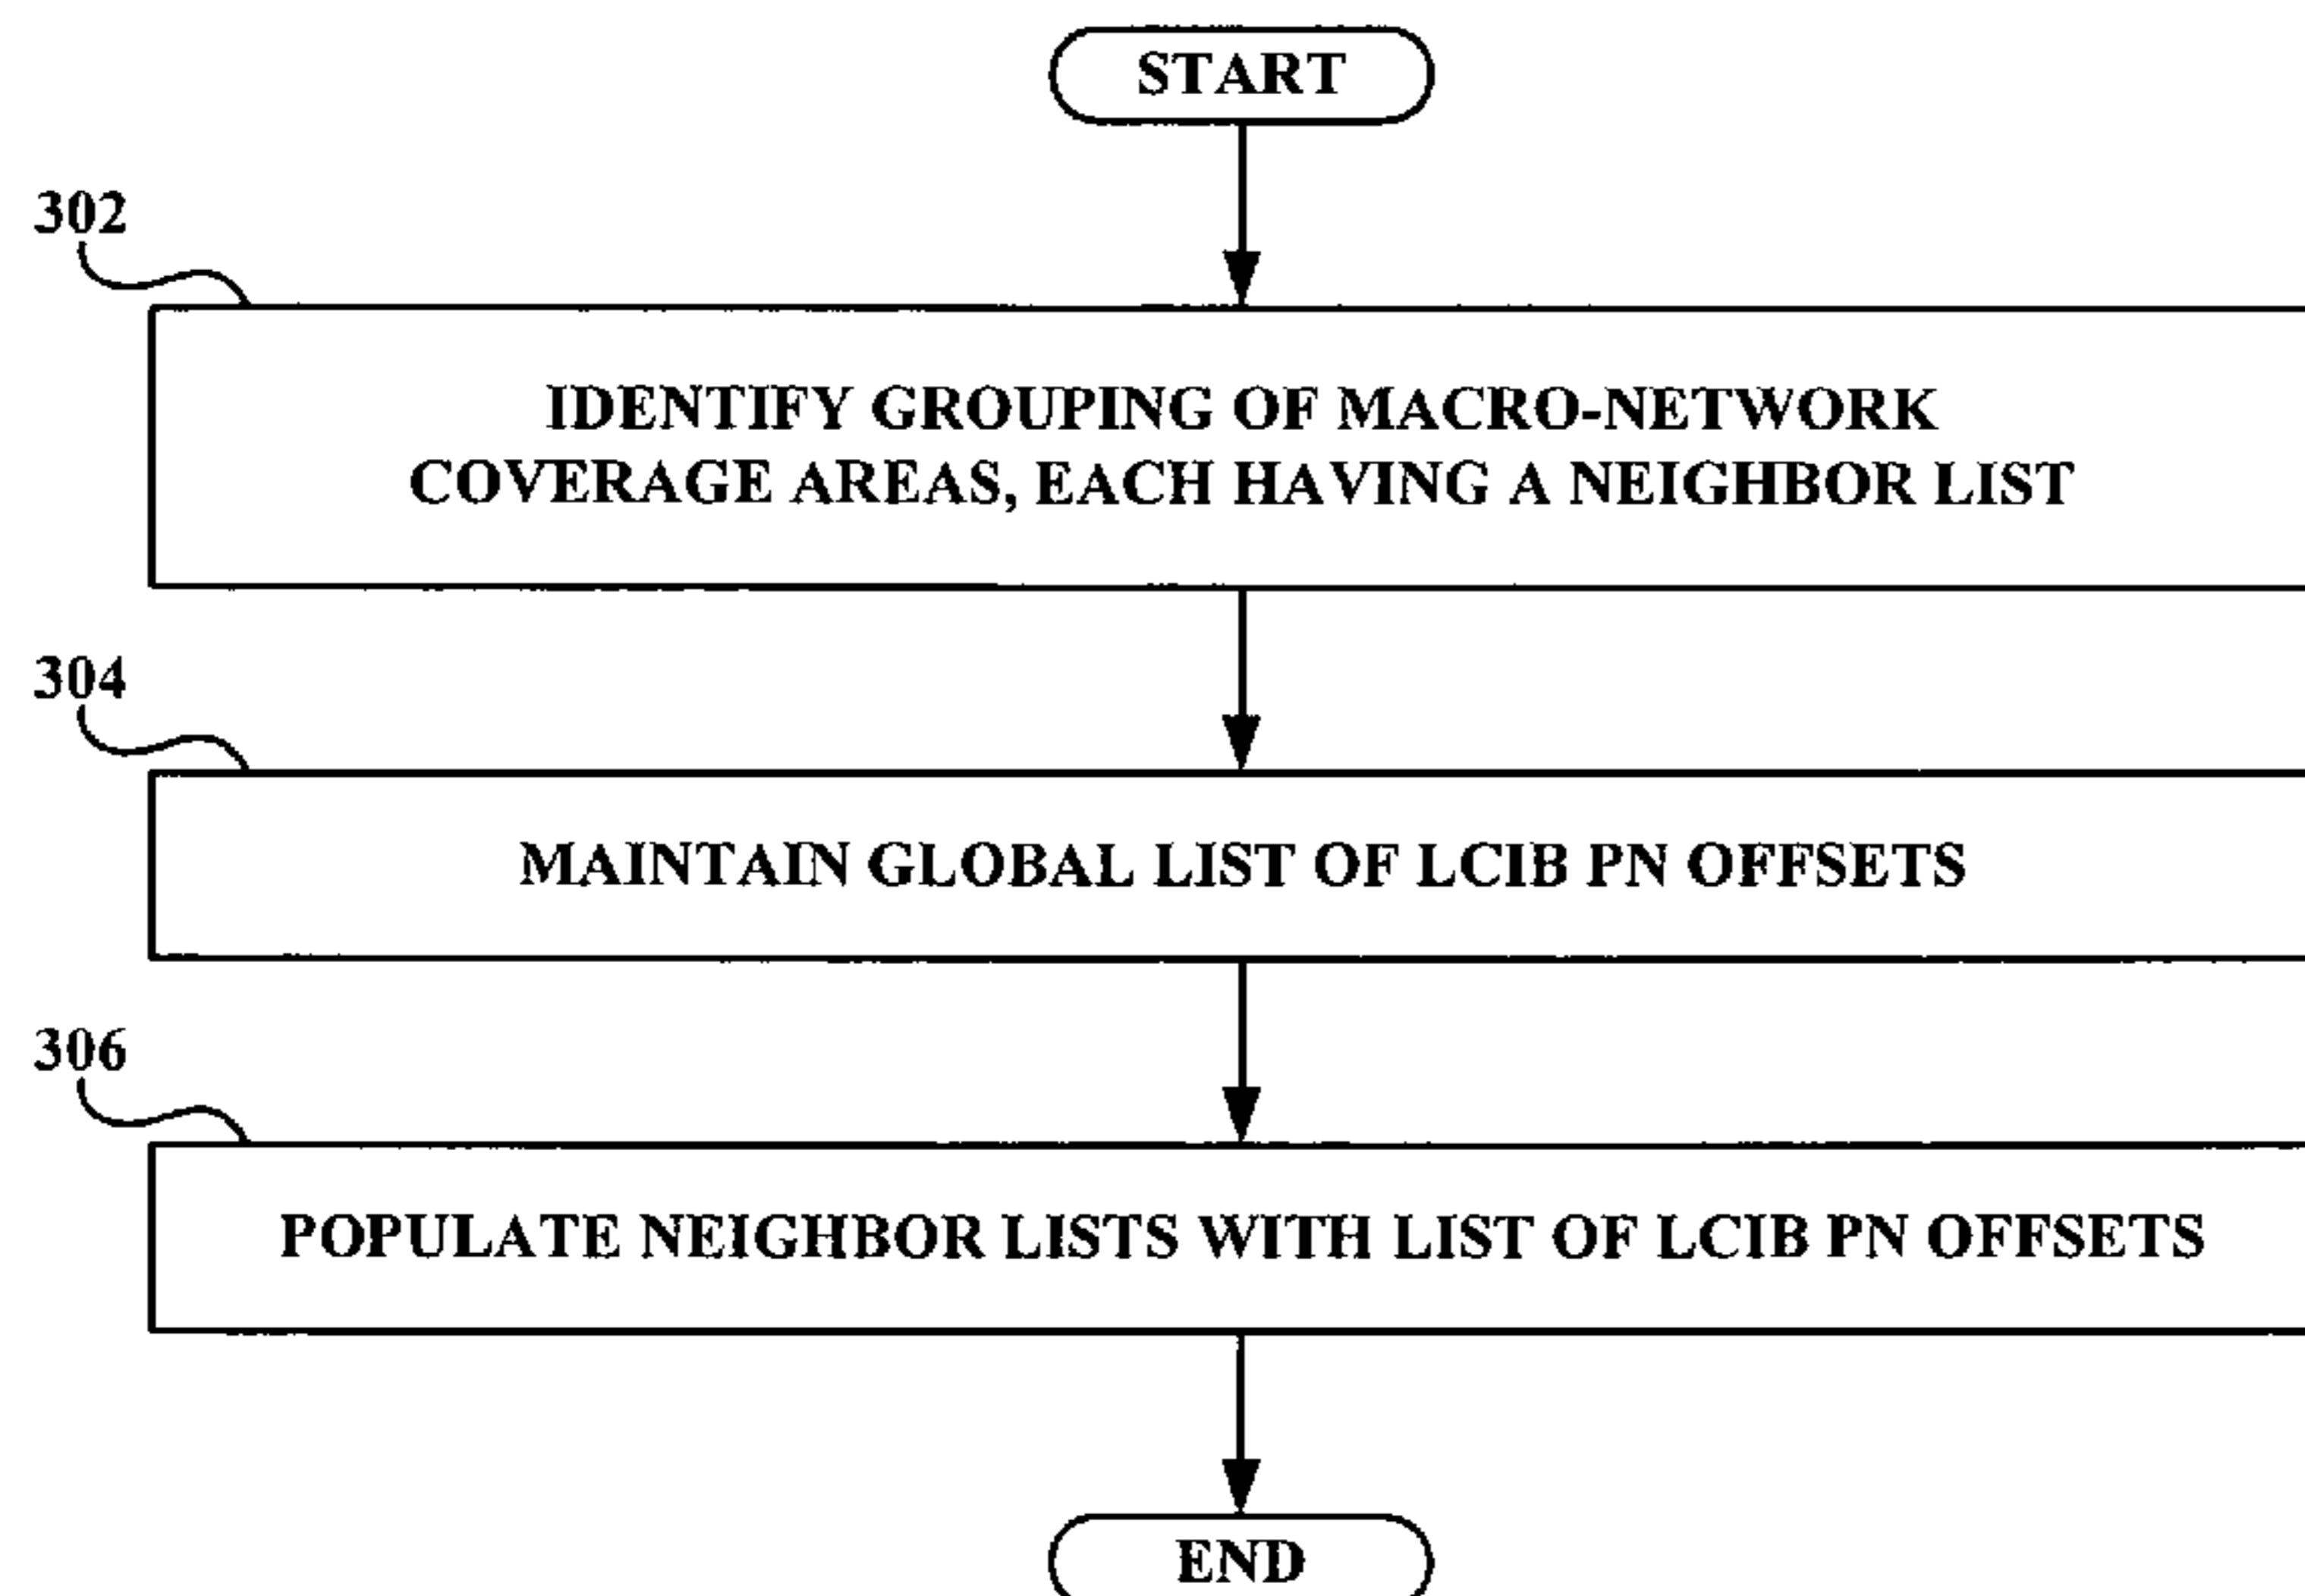 START
302
IDENTIFY GROUPING OF MACRO-NETWORK
COVERAGE AREAS, EACH HAVING A NEIGHBOR LIST
304
MAINTAIN GLOBAL LIST OF LCIB PN OFFSETS
306
POPULATE NEIGHBOR LISTS WITH LIST OF LCIB PN OFFSETS
END